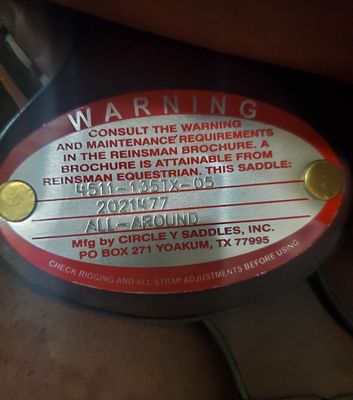 WARNING
CONSULT THE WARNING
AND MAINTENANCE REQUIREMENTS
IN THE REINSMAN BROCHURE. A
BROCHURE IS ATTAINABLE FROM
REINSMAN EQUESTRIAN. THIS SADDLE:
4511-135TX-05
2021477
ALL-AROUND
Mfg by CIRCLE Y SADDLES, INC.
PO BOX 271 YOAKUM, TX 77995
CHECK RIGGING AND ALL STRAP ADJUSTMENTS BEFORE USING